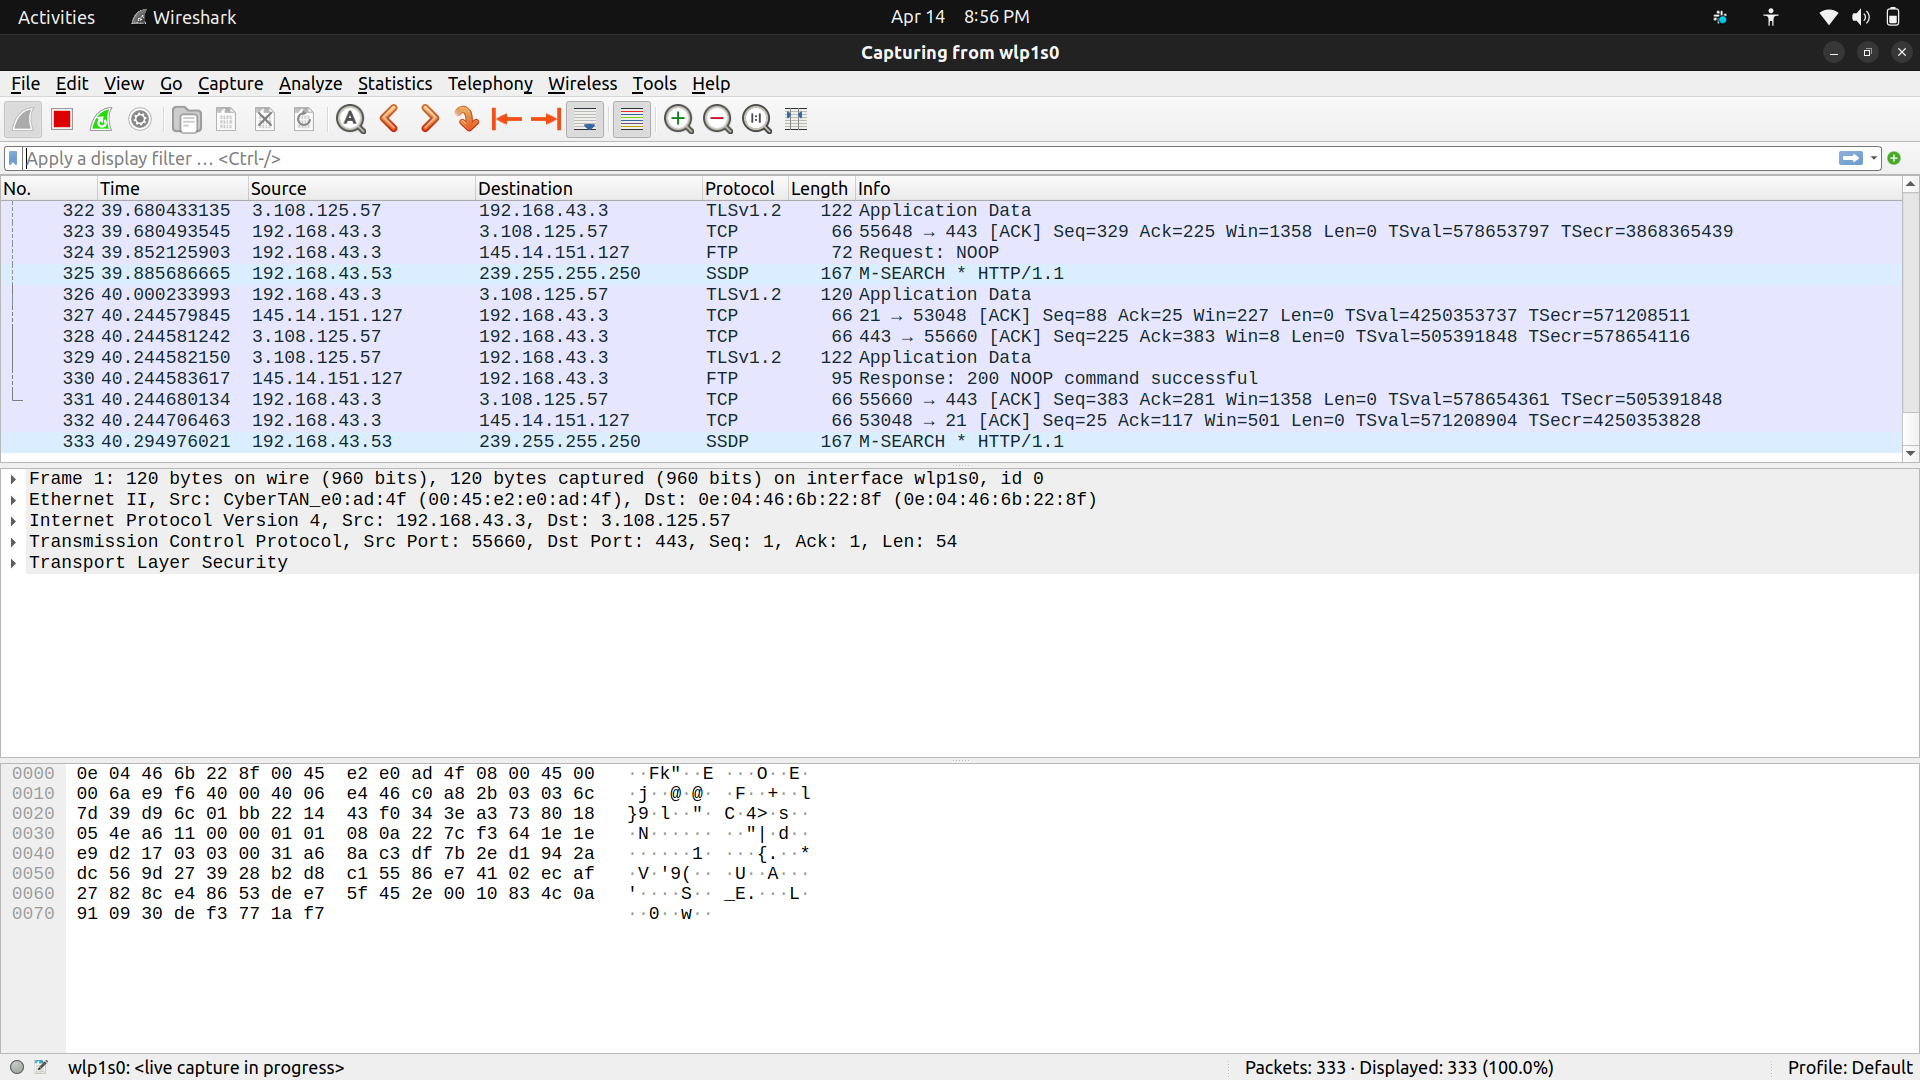 Activities Wireshark Apr 14 8:56 PM
Capturing from wlp1s0
File Edit View Go Capture Analyze Statistics Telephony Wireless Tools Help
Apply a display filter … <Ctrl-/>
No. Time Source Destination Protocol Length Info
322 39.680433135 3.108.125.57 192.168.43.3 TLSv1.2 122 Application Data
323 39.680493545 192.168.43.3 3.108.125.57 TCP 66 55648 → 443 [ACK] Seq=329 Ack=225 Win=1358 Len=0 TSval=578653797 TSecr=3868365439
324 39.852125903 192.168.43.3 145.14.151.127 FTP 72 Request: NOOP
325 39.885686665 192.168.43.53 239.255.255.250 SSDP 167 M-SEARCH * HTTP/1.1
326 40.000233993 192.168.43.3 3.108.125.57 TLSv1.2 120 Application Data
327 40.244579845 145.14.151.127 192.168.43.3 TCP 66 21 → 53048 [ACK] Seq=88 Ack=25 Win=227 Len=0 TSval=4250353737 TSecr=571208511
328 40.244581242 3.108.125.57 192.168.43.3 TCP 66 443 → 55660 [ACK] Seq=225 Ack=383 Win=8 Len=0 TSval=505391848 TSecr=578654116
329 40.244582150 3.108.125.57 192.168.43.3 TLSv1.2 122 Application Data
330 40.244583617 145.14.151.127 192.168.43.3 FTP 95 Response: 200 NOOP command successful
331 40.244680134 192.168.43.3 3.108.125.57 TCP 66 55660 → 443 [ACK] Seq=383 Ack=281 Win=1358 Len=0 TSval=578654361 TSecr=505391848
332 40.244706463 192.168.43.3 145.14.151.127 TCP 66 53048 → 21 [ACK] Seq=25 Ack=117 Win=501 Len=0 TSval=571208904 TSecr=4250353828
333 40.294976021 192.168.43.53 239.255.255.250 SSDP 167 M-SEARCH * HTTP/1.1
Frame 1: 120 bytes on wire (960 bits), 120 bytes captured (960 bits) on interface wlp1s0, id 0
Ethernet II, Src: CyberTAN_e0:ad:4f (00:45:e2:e0:ad:4f), Dst: 0e:04:46:6b:22:8f (0e:04:46:6b:22:8f)
Internet Protocol Version 4, Src: 192.168.43.3, Dst: 3.108.125.57
Transmission Control Protocol, Src Port: 55660, Dst Port: 443, Seq: 1, Ack: 1, Len: 54
Transport Layer Security
0000 0e 04 46 6b 22 8f 00 45 e2 e0 ad 4f 08 00 45 00 ··Fk"··E ···O··E·
0010 00 6a e9 f6 40 00 40 06 e4 46 c0 a8 2b 03 03 6c ·j··@·@· ·F··+··l
0020 7d 39 d9 6c 01 bb 22 14 43 f0 34 3e a3 73 80 18 }9·l··"· C·4>·s··
0030 05 4e a6 11 00 00 01 01 08 0a 22 7c f3 64 1e 1e ·N······ ··"|·d··
0040 e9 d2 17 03 03 00 31 a6 8a c3 df 7b 2e d1 94 2a ······1· ···{.··*
0050 dc 56 9d 27 39 28 b2 d8 c1 55 86 e7 41 02 ec af ·V·'9(·· ·U··A···
0060 27 82 8c e4 86 53 de e7 5f 45 2e 00 10 83 4c 0a '····S·· _E.···L·
0070 91 09 30 de f3 77 1a f7 ··0··w··
wlp1s0: <live capture in progress> Packets: 333 · Displayed: 333 (100.0%) Profile: Default